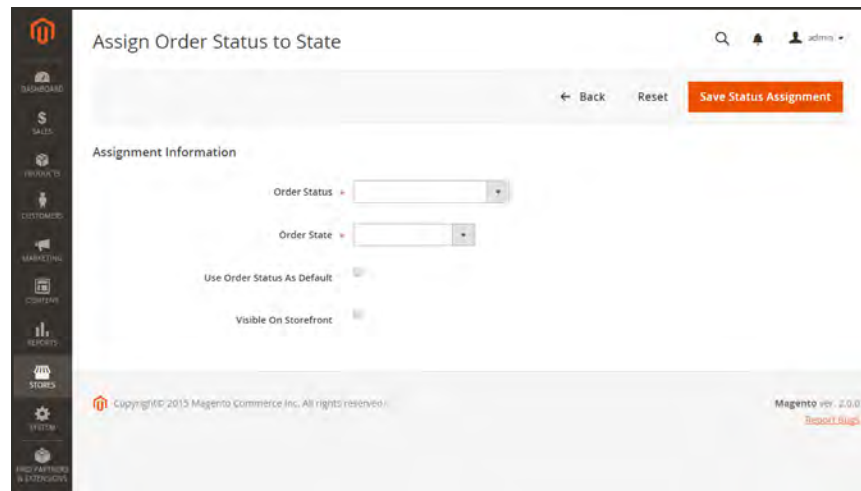 Assign Order Status to State
admin
← Back Reset Save Status Assignment
DASHBOARD
SALES
PRODUCTS
CUSTOMERS
MARKETING
CONTENT
REPORTS
STORES
SYSTEM
FIND PARTNERS
& EXTENSIONS
Assignment Information
Order Status *
Order State *
Use Order Status As Default
Visible On Storefront
Copyright© 2015 Magento Commerce Inc. All rights reserved.
Magento ver. 2.0.0
Report Bugs